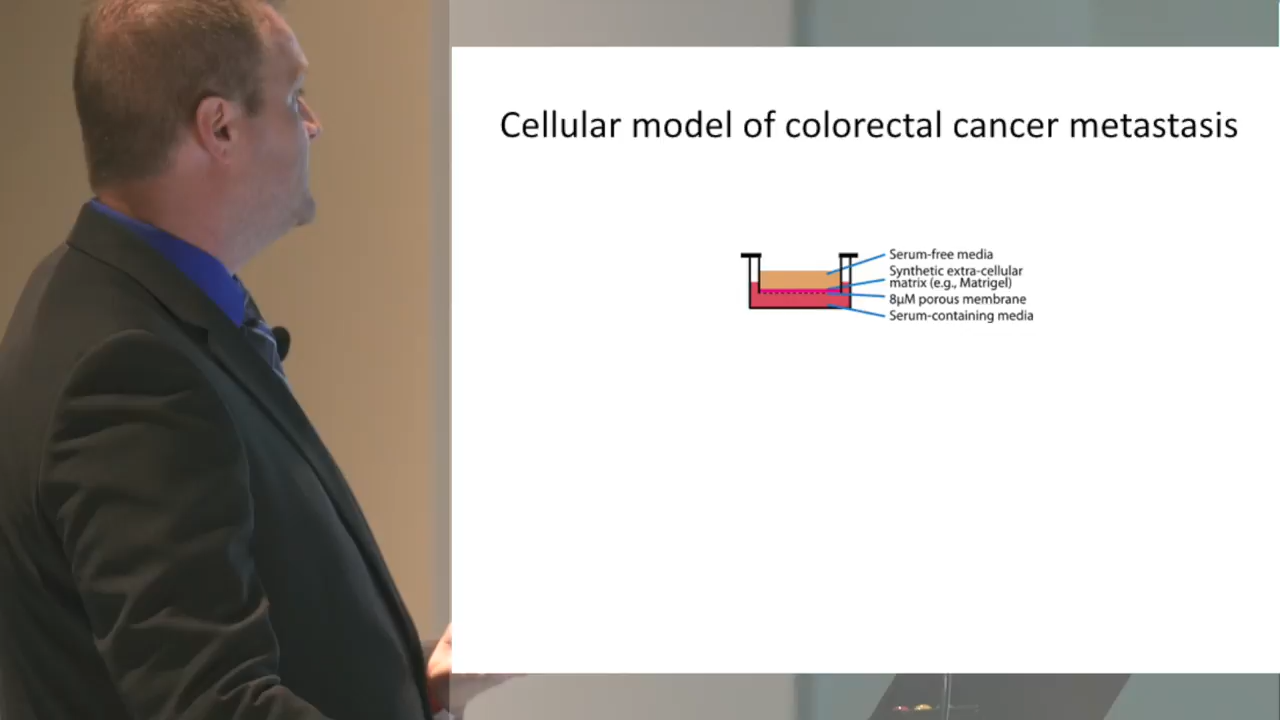 Cellular model of colorectal cancer metastasis
Serum-free media
Synthetic extra-cellular
matrix (e.g., Matrigel)
8µM porous membrane
Serum-containing media